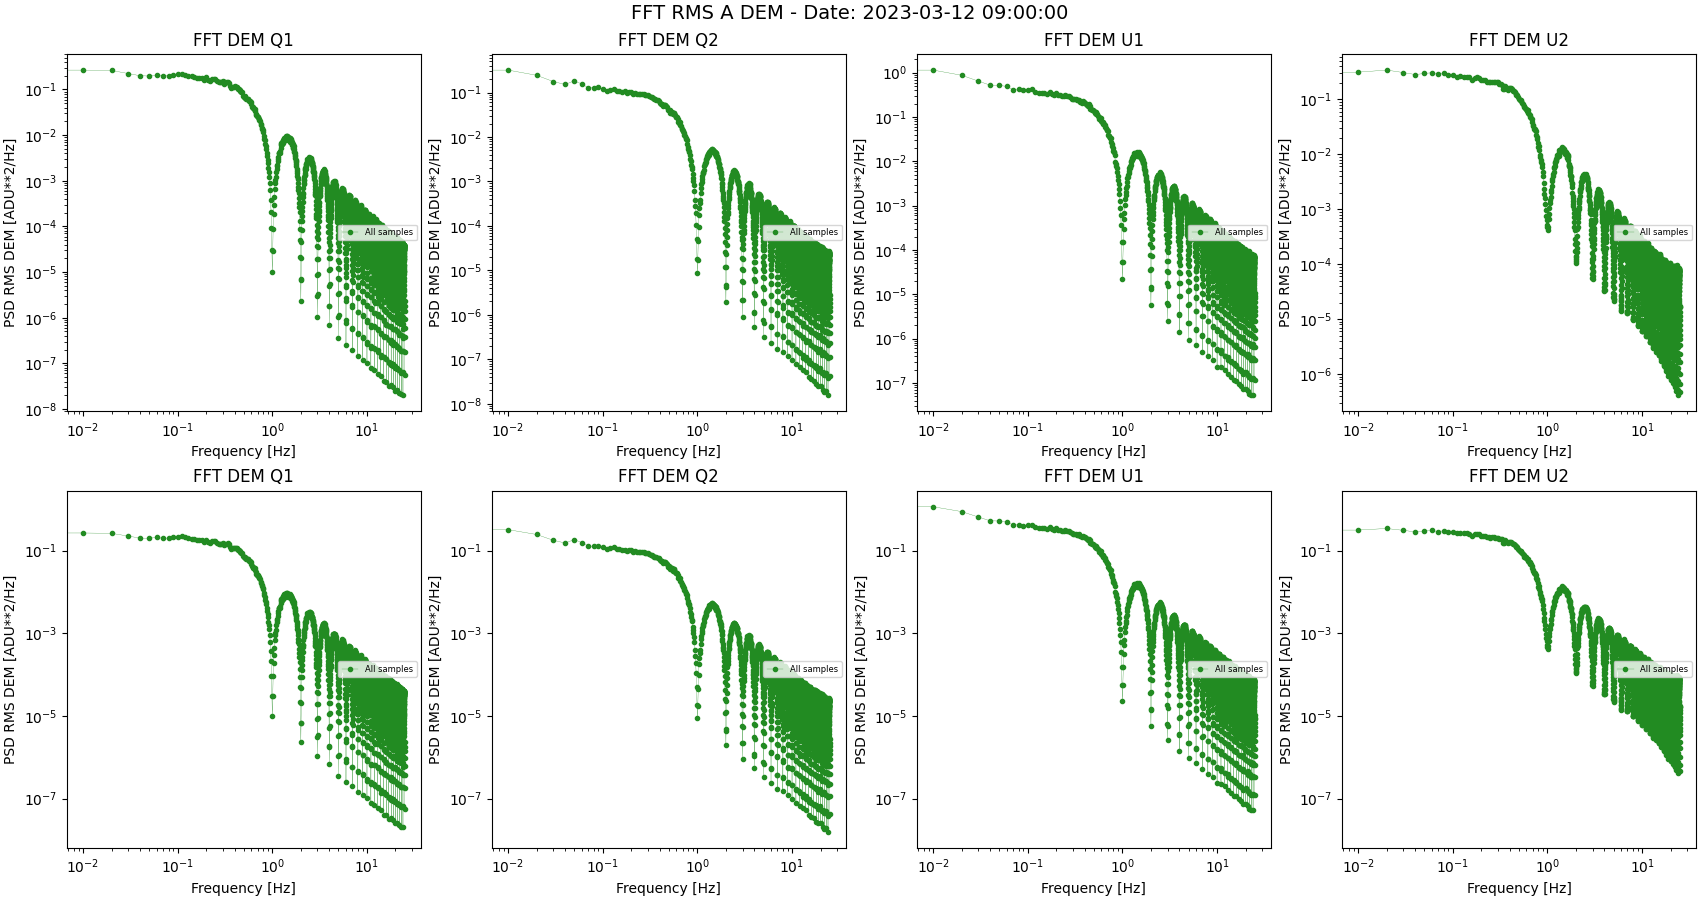 FFT RMS A DEM - Date: 2023-03-12 09:00:00
FFT DEM Q1
FFT DEM Q2
FFT DEM U1
FFT DEM U2
PSD RMS DEM [ADU**2/Hz]
10⁻¹
10⁻²
10⁻³
10⁻⁴
10⁻⁵
10⁻⁶
10⁻⁷
10⁻⁸
All samples
10⁻² 10⁻¹ 10⁰ 10¹
Frequency [Hz]
PSD RMS DEM [ADU**2/Hz]
10⁻¹
10⁻²
10⁻³
10⁻⁴
10⁻⁵
10⁻⁶
10⁻⁷
10⁻⁸
All samples
10⁻² 10⁻¹ 10⁰ 10¹
Frequency [Hz]
PSD RMS DEM [ADU**2/Hz]
10⁰
10⁻¹
10⁻²
10⁻³
10⁻⁴
10⁻⁵
10⁻⁶
10⁻⁷
All samples
10⁻² 10⁻¹ 10⁰ 10¹
Frequency [Hz]
PSD RMS DEM [ADU**2/Hz]
10⁻¹
10⁻²
10⁻³
10⁻⁴
10⁻⁵
10⁻⁶
All samples
10⁻² 10⁻¹ 10⁰ 10¹
Frequency [Hz]
FFT DEM Q1
FFT DEM Q2
FFT DEM U1
FFT DEM U2
PSD RMS DEM [ADU**2/Hz]
10⁻¹
10⁻³
10⁻⁵
10⁻⁷
All samples
10⁻² 10⁻¹ 10⁰ 10¹
Frequency [Hz]
PSD RMS DEM [ADU**2/Hz]
10⁻¹
10⁻³
10⁻⁵
10⁻⁷
All samples
10⁻² 10⁻¹ 10⁰ 10¹
Frequency [Hz]
PSD RMS DEM [ADU**2/Hz]
10⁻¹
10⁻³
10⁻⁵
10⁻⁷
All samples
10⁻² 10⁻¹ 10⁰ 10¹
Frequency [Hz]
PSD RMS DEM [ADU**2/Hz]
10⁻¹
10⁻³
10⁻⁵
10⁻⁷
All samples
10⁻² 10⁻¹ 10⁰ 10¹
Frequency [Hz]